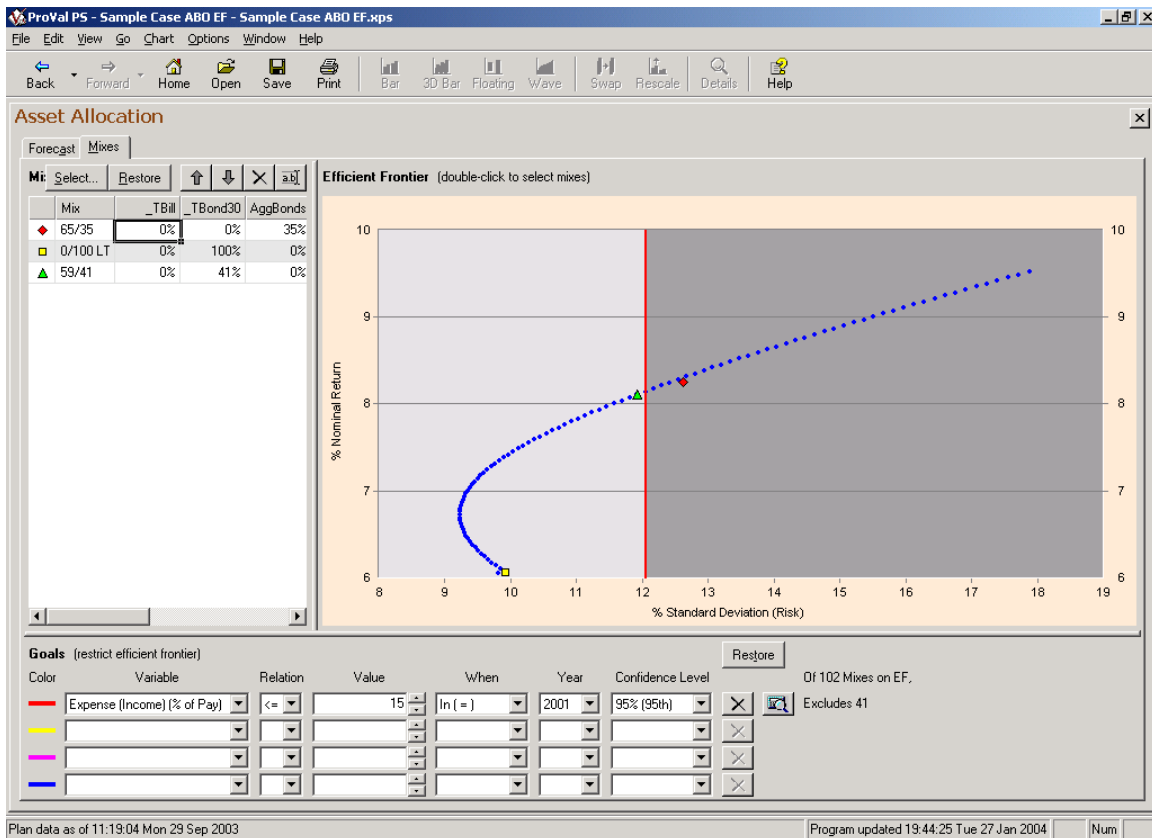 ProVal PS - Sample Case ABO EF - Sample Case ABO EF.xps
File Edit View Go Chart Options Window Help
Back Forward Home Open Save Print Bar 3D Bar Floating Wave Swap Rescale Details Help
Asset Allocation
Forecast Mixes
Select... Restore a.b
Efficient Frontier (double-click to select mixes)
Mix _TBill _TBond30 AggBonds
65/35 0% 0% 35%
0/100 LT 0% 100% 0%
59/41 0% 41% 0%
10 10
9 9
8 8
7 7
6 6
% Nominal Return
8 9 10 11 12 13 14 15 16 17 18 19
% Standard Deviation (Risk)
Goals (restrict efficient frontier)
Restore
Color Variable Relation Value When Year Confidence Level Of 102 Mixes on EF,
Expense (Income) (% of Pay) <= 15 In ( = ) 2001 95% (95th) Excludes 41
Plan data as of 11:19:04 Mon 29 Sep 2003 Program updated 19:44:25 Tue 27 Jan 2004 Num